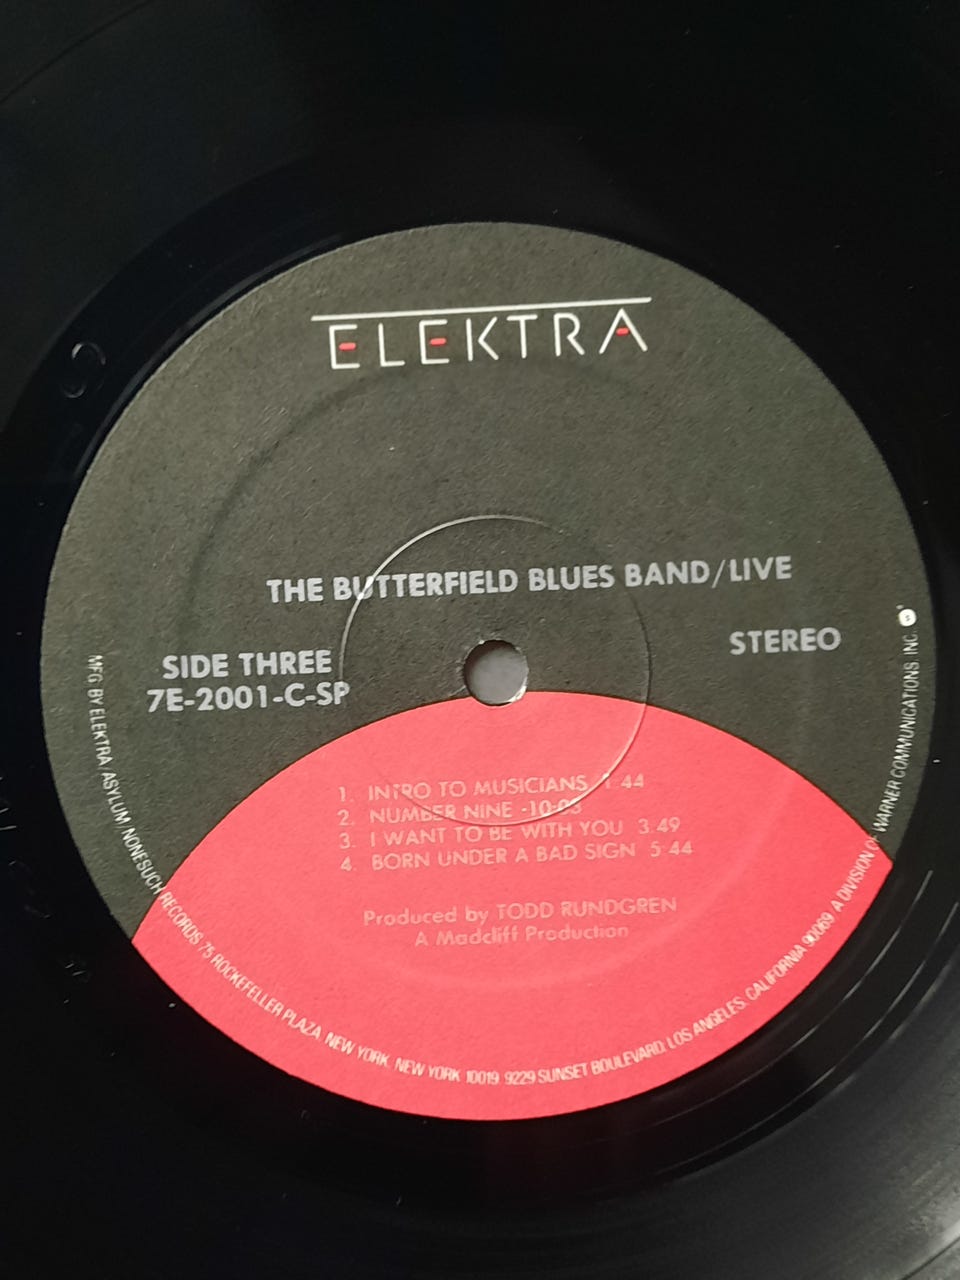 ELEKTRA
THE BUTTERFIELD BLUES BAND/LIVE
SIDE THREE
STEREO
7E-2001-C-SP
1. INTRO TO MUSICIANS 1:44
2. NUMBER NINE -10:03
3. I WANT TO BE WITH YOU 3:49
4. BORN UNDER A BAD SIGN 5:44
Produced by TODD RUNDGREN
A Madcliff Production
MFG. BY ELEKTRA/ASYLUM/NONESUCH RECORDS 75 ROCKEFELLER PLAZA, NEW YORK, NEW YORK 10019. 9229 SUNSET BOULEVARD, LOS ANGELES, CALIFORNIA 90069. A DIVISION OF WARNER COMMUNICATIONS INC.